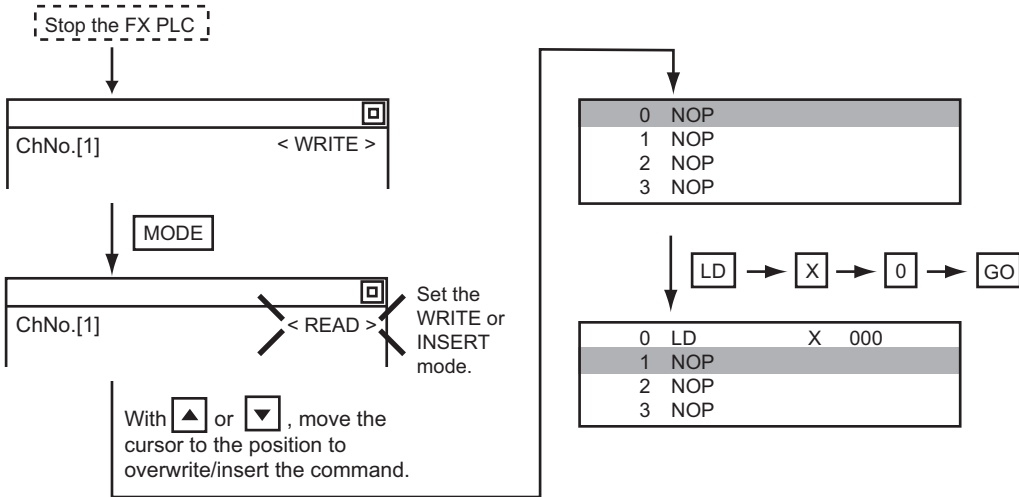 Stop the FX PLC
ChNo.[1] < WRITE >
MODE
ChNo.[1] < READ >
Set the
WRITE or
INSERT
mode.
With ▲ or ▼ , move the
cursor to the position to
overwrite/insert the command.
0 NOP
1 NOP
2 NOP
3 NOP
LD X 0 GO
0 LD X 000
1 NOP
2 NOP
3 NOP